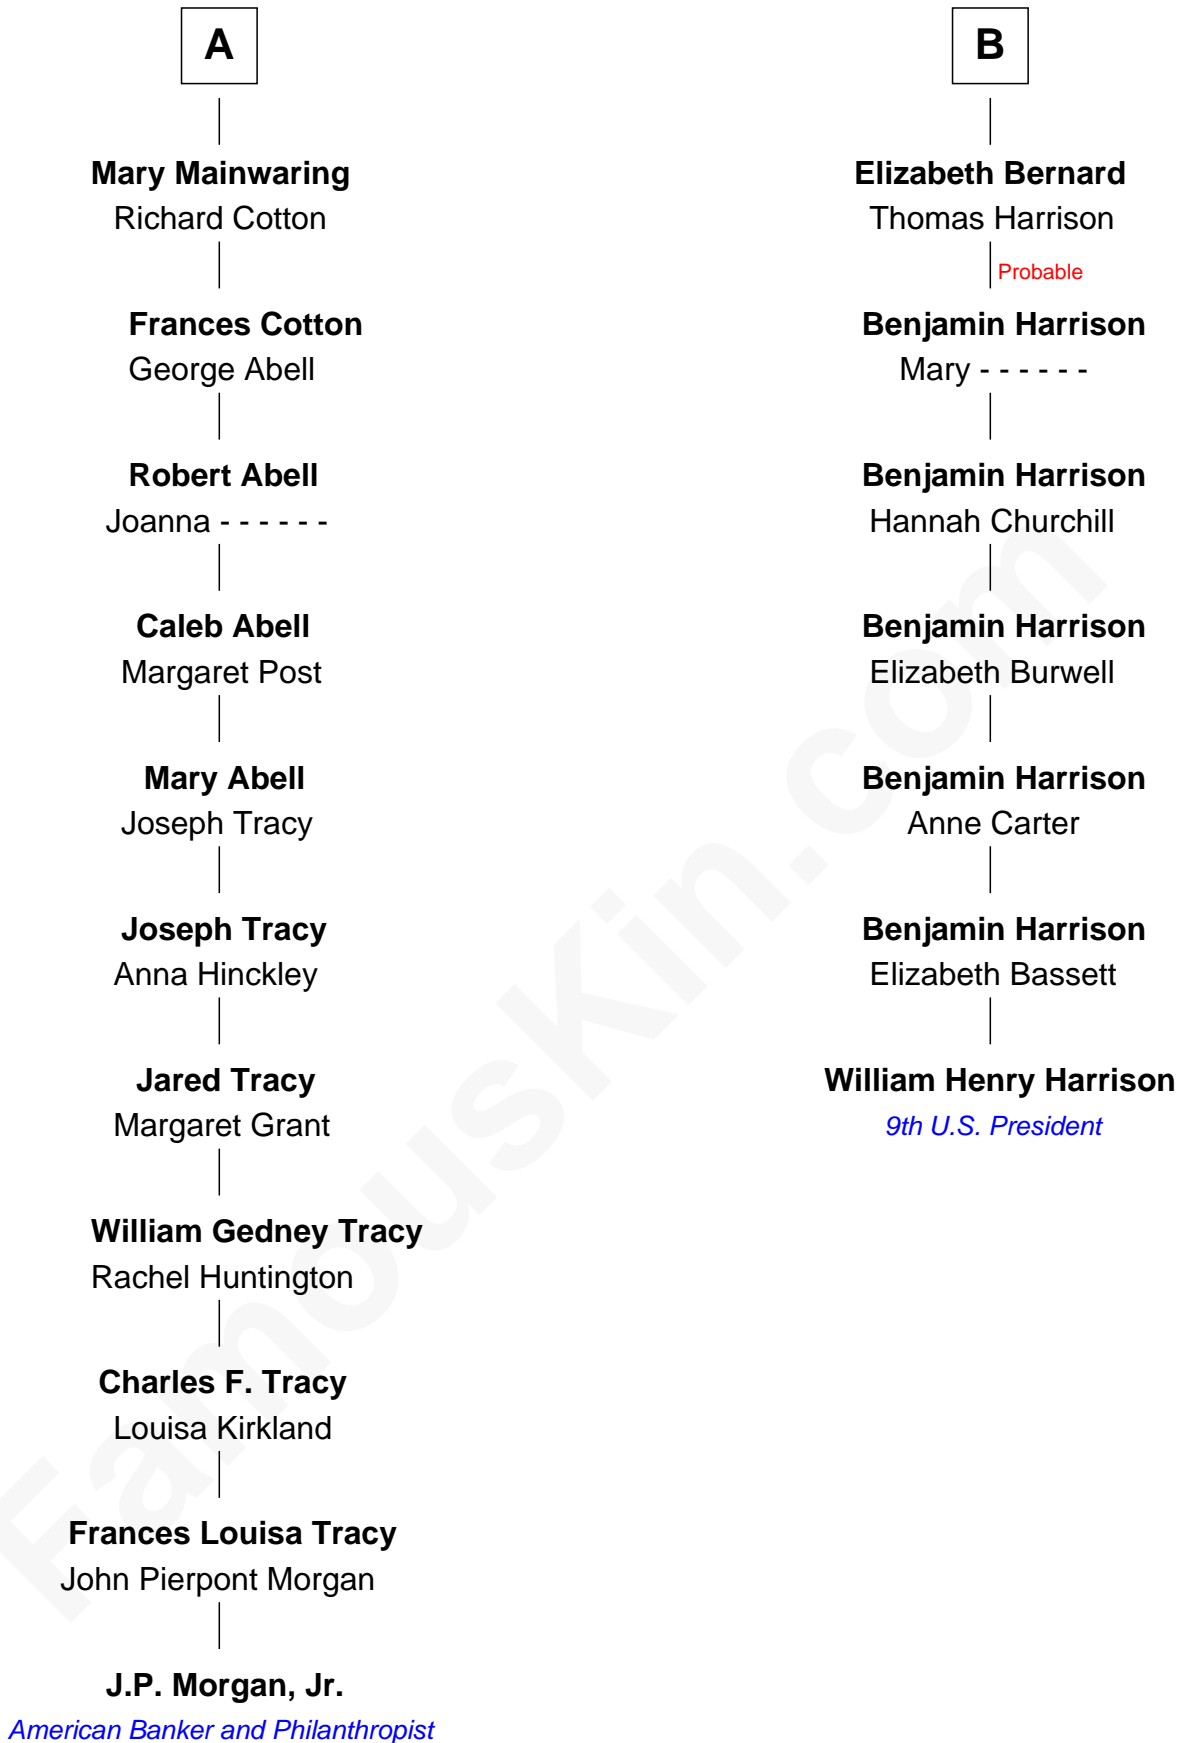 A
Mary Mainwaring
Richard Cotton
Frances Cotton
George Abell
Robert Abell
Joanna - - - - - -
Caleb Abell
Margaret Post
Mary Abell
Joseph Tracy
Joseph Tracy
Anna Hinckley
Jared Tracy
Margaret Grant
William Gedney Tracy
Rachel Huntington
Charles F. Tracy
Louisa Kirkland
Frances Louisa Tracy
John Pierpont Morgan
J.P. Morgan, Jr.
American Banker and Philanthropist
B
Elizabeth Bernard
Thomas Harrison
Probable
Benjamin Harrison
Mary - - - - - -
Benjamin Harrison
Hannah Churchill
Benjamin Harrison
Elizabeth Burwell
Benjamin Harrison
Anne Carter
Benjamin Harrison
Elizabeth Bassett
William Henry Harrison
9th U.S. President
FamousKin.com